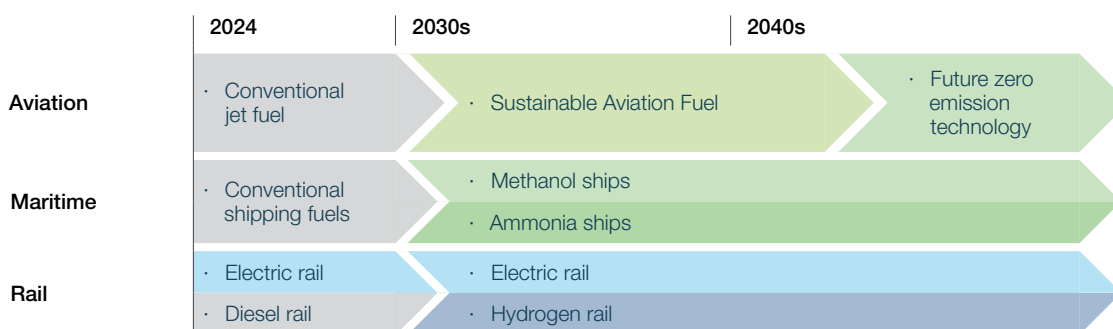 2024 2030s 2040s
Aviation
· Conventional
jet fuel
· Sustainable Aviation Fuel
· Future zero
emission
technology
Maritime
· Conventional
shipping fuels
· Methanol ships
· Ammonia ships
Rail
· Electric rail
· Diesel rail
· Electric rail
· Hydrogen rail